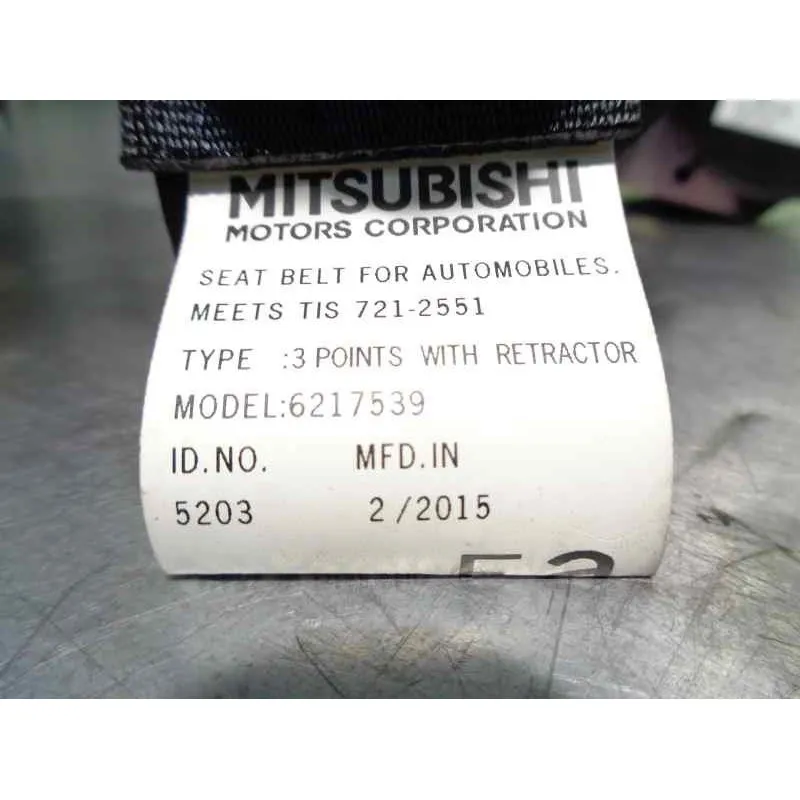 MITSUBISHI
MOTORS CORPORATION
SEAT BELT FOR AUTOMOBILES.
MEETS TIS 721-2551
TYPE :3 POINTS WITH RETRACTOR
MODEL:6217539
ID.NO. MFD.IN
5203 2/2015